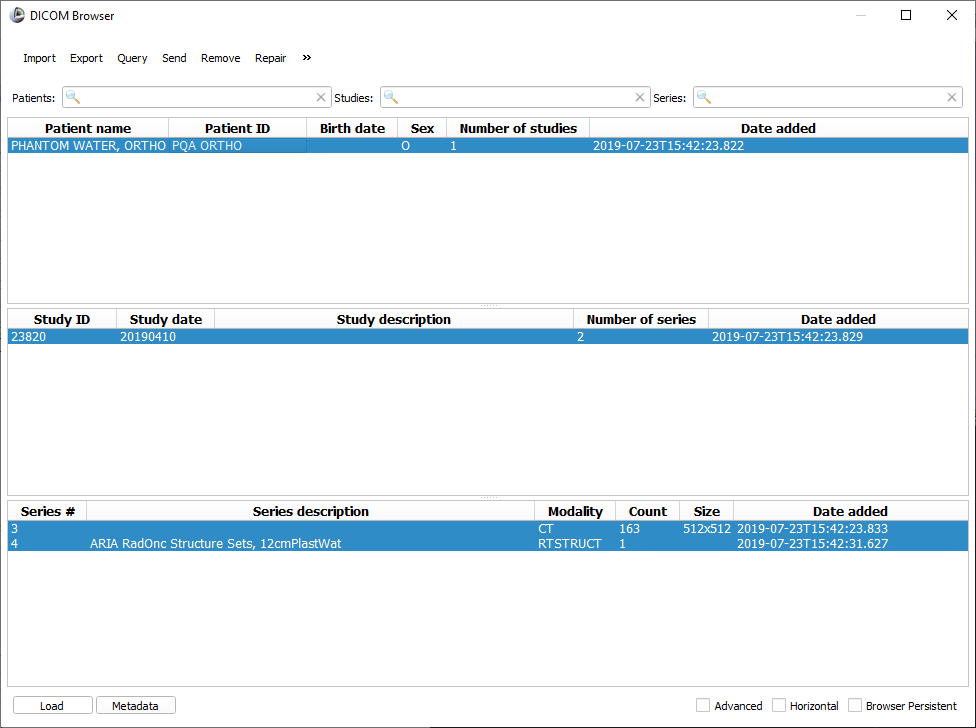 DICOM Browser
Import Export Query Send Remove Repair »
Patients: Studies: Series:
Patient name Patient ID Birth date Sex Number of studies Date added
PHANTOM WATER, ORTHO PQA ORTHO O 1 2019-07-23T15:42:23.822
Study ID Study date Study description Number of series Date added
23820 20190410 2 2019-07-23T15:42:23.829
Series # Series description Modality Count Size Date added
3 CT 163 512x512 2019-07-23T15:42:23.833
4 ARIA RadOnc Structure Sets, 12cmPlastWat RTSTRUCT 1 2019-07-23T15:42:31.627
Load Metadata Advanced Horizontal Browser Persistent